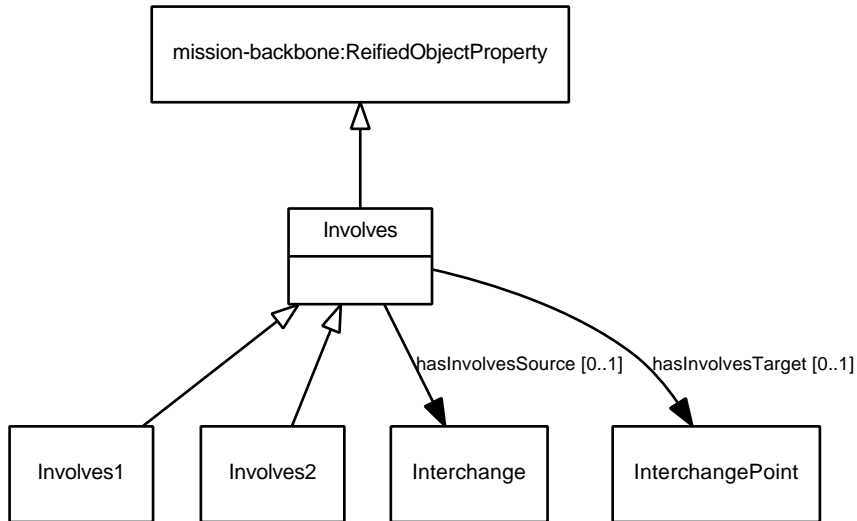 mission-backbone:ReifiedObjectProperty
Involves
hasInvolvesSource [0..1]
hasInvolvesTarget [0..1]
Involves1
Involves2
Interchange
InterchangePoint